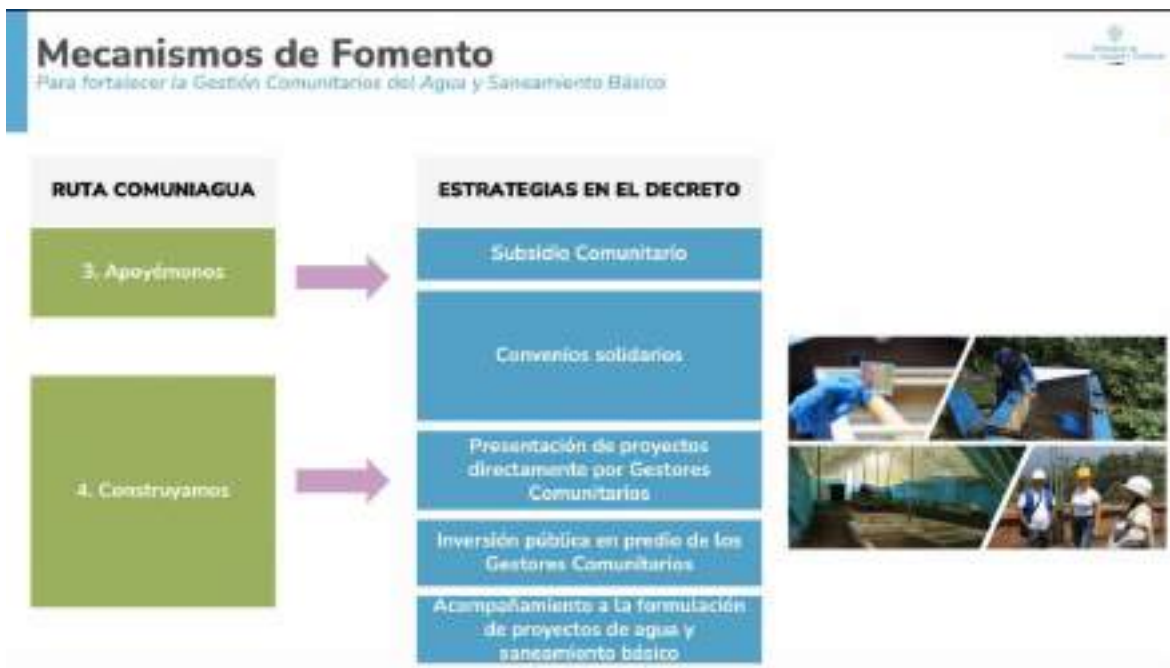 Mecanismos de Fomento
Para fortalecer la Gestión Comunitarios del Agua y Saneamiento Básico
RUTA COMUNIAGUA
ESTRATEGIAS EN EL DECRETO
3. Apoyémonos
Subsidio Comunitario
Convenios solidarios
4. Construyamos
Presentación de proyectos
directamente por Gestores
Comunitarios
Inversión pública en predio de los
Gestores Comunitarios
Acompañamiento a la formulación
de proyectos de agua y
saneamiento básico